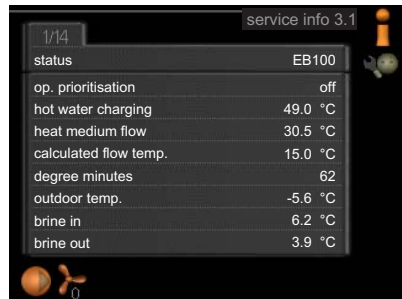 service info 3.1
1/14
status EB100
op. prioritisation off
hot water charging 49.0 °C
heat medium flow 30.5 °C
calculated flow temp. 15.0 °C
degree minutes 62
outdoor temp. -5.6 °C
brine in 6.2 °C
brine out 3.9 °C
0